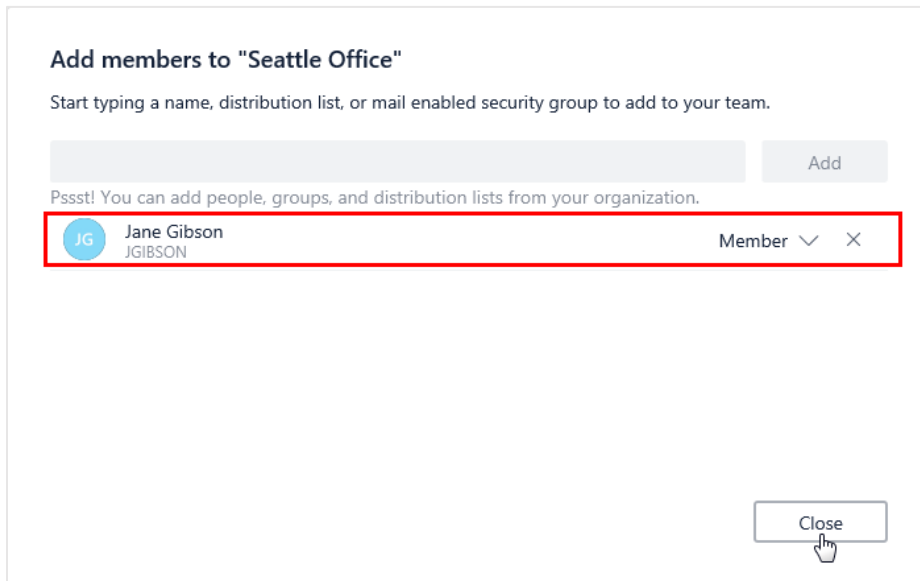 Add members to "Seattle Office"
Start typing a name, distribution list, or mail enabled security group to add to your team.
Add
Pssst! You can add people, groups, and distribution lists from your organization.
JG Jane Gibson Member
JGIBSON
Close